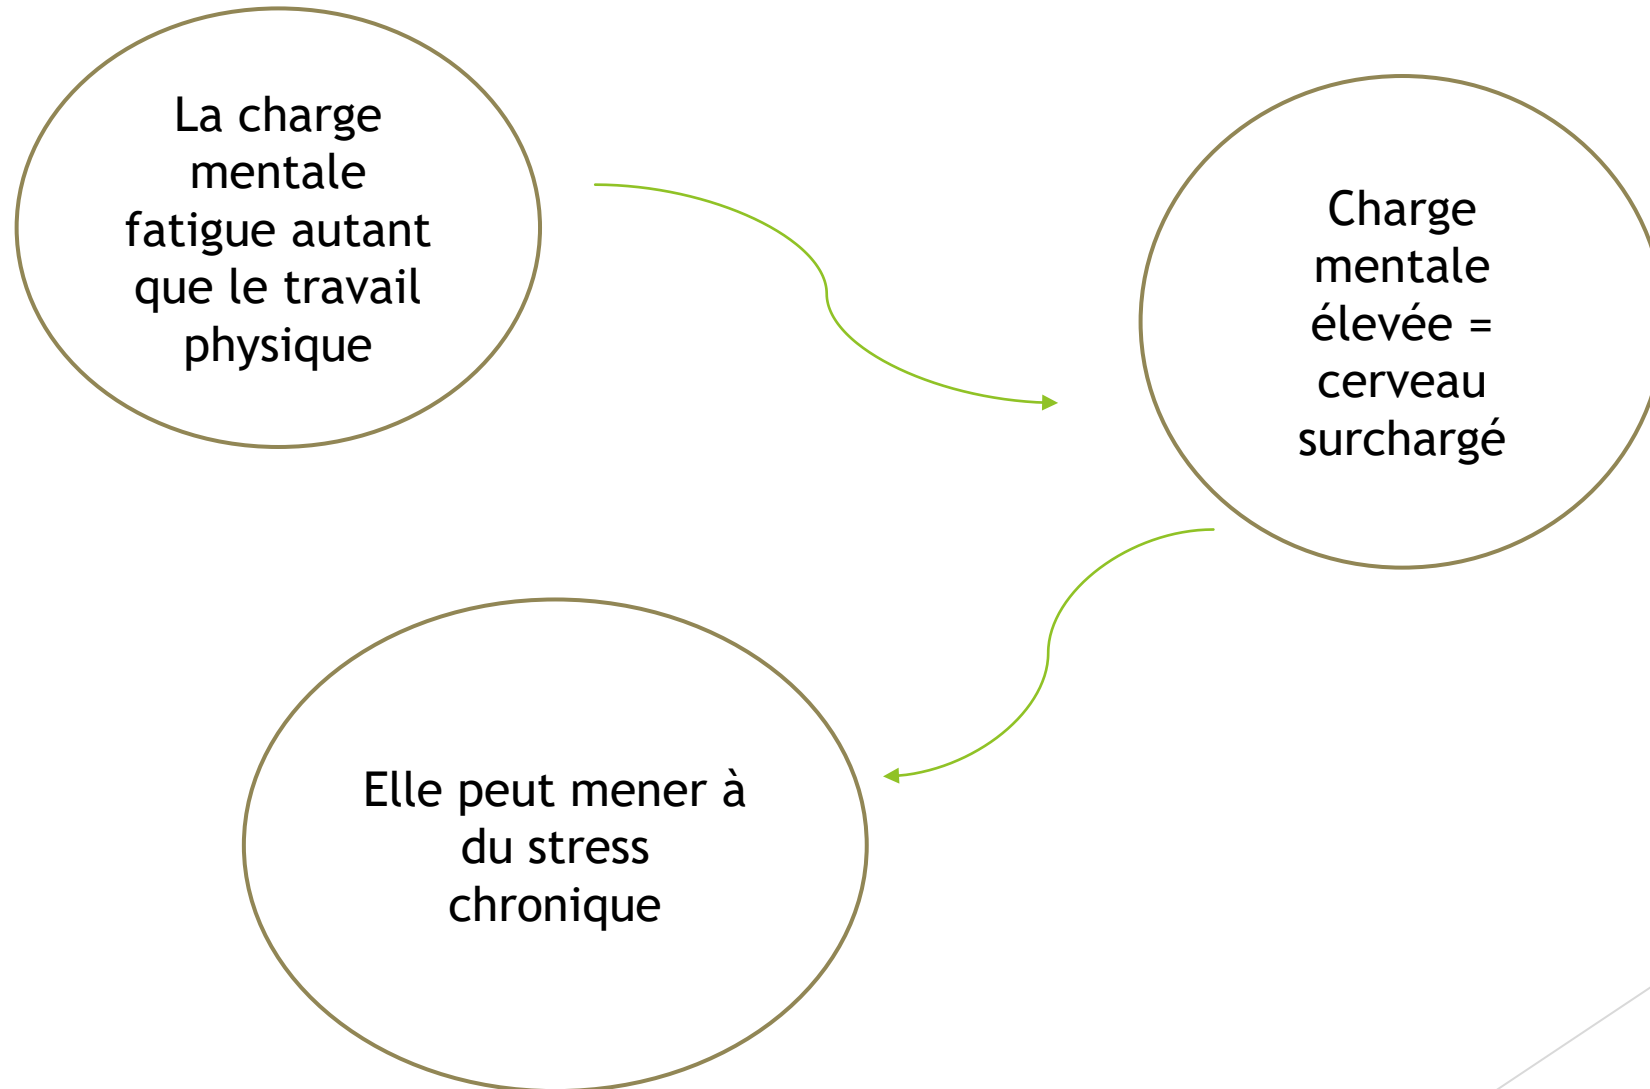 La charge
mentale
fatigue autant
que le travail
physique
Charge
mentale
élevée =
cerveau
surchargé
Elle peut mener à
du stress
chronique